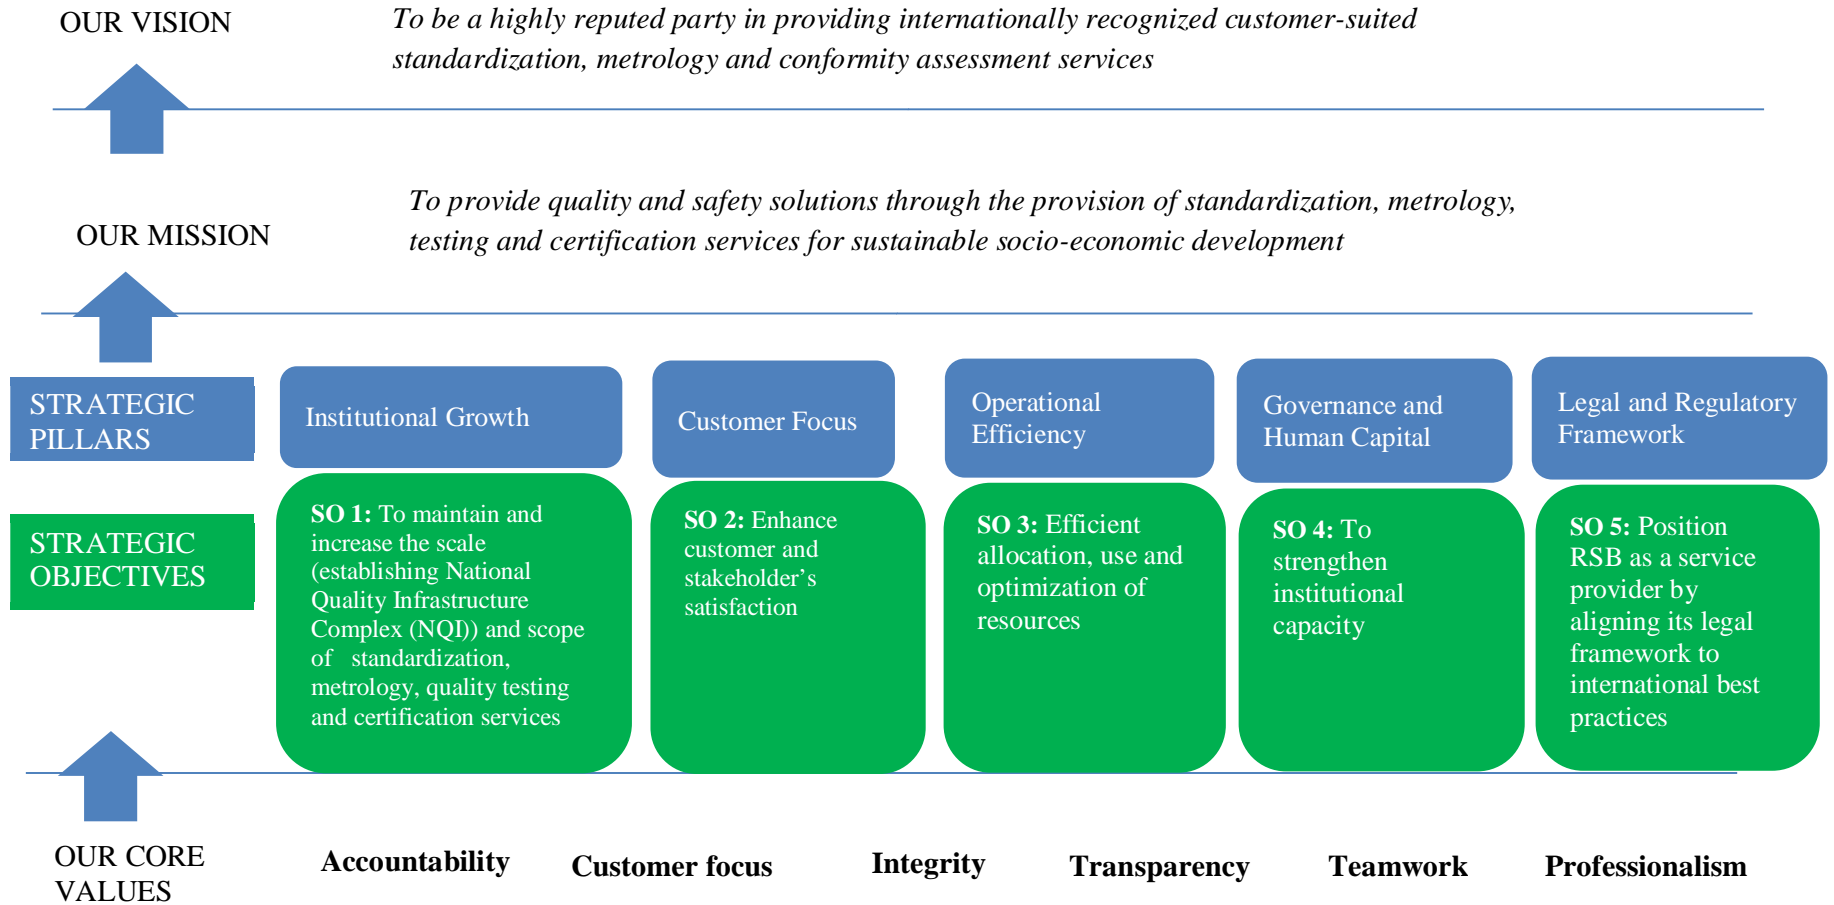 OUR VISION
To be a highly reputed party in providing internationally recognized customer-suited
standardization, metrology and conformity assessment services
OUR MISSION
To provide quality and safety solutions through the provision of standardization, metrology,
testing and certification services for sustainable socio-economic development
STRATEGIC
PILLARS
Institutional Growth
Customer Focus
Operational
Efficiency
Governance and
Human Capital
Legal and Regulatory
Framework
STRATEGIC
OBJECTIVES
SO 1: To maintain and
increase the scale
(establishing National
Quality Infrastructure
Complex (NQI)) and scope
of standardization,
metrology, quality testing
and certification services
SO 2: Enhance
customer and
stakeholder’s
satisfaction
SO 3: Efficient
allocation, use and
optimization of
resources
SO 4: To
strengthen
institutional
capacity
SO 5: Position
RSB as a service
provider by
aligning its legal
framework to
international best
practices
OUR CORE
VALUES
Accountability
Customer focus
Integrity
Transparency
Teamwork
Professionalism